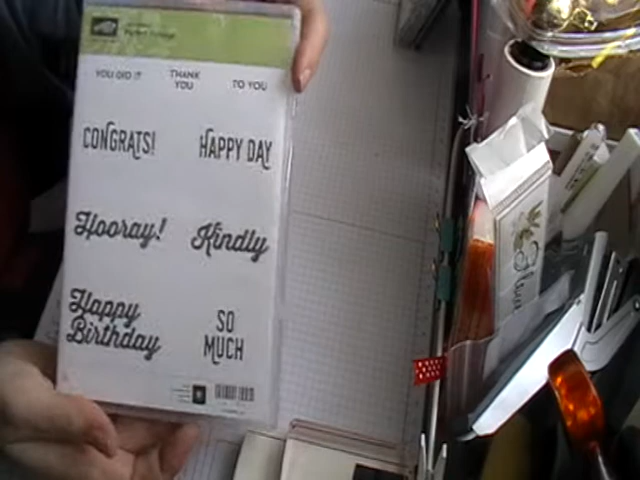 YOU DID IT
THANK
YOU
TO YOU
CONGRATS!
HAPPY DAY
Hooray!
Kindly
Happy
Birthday
SO
MUCH